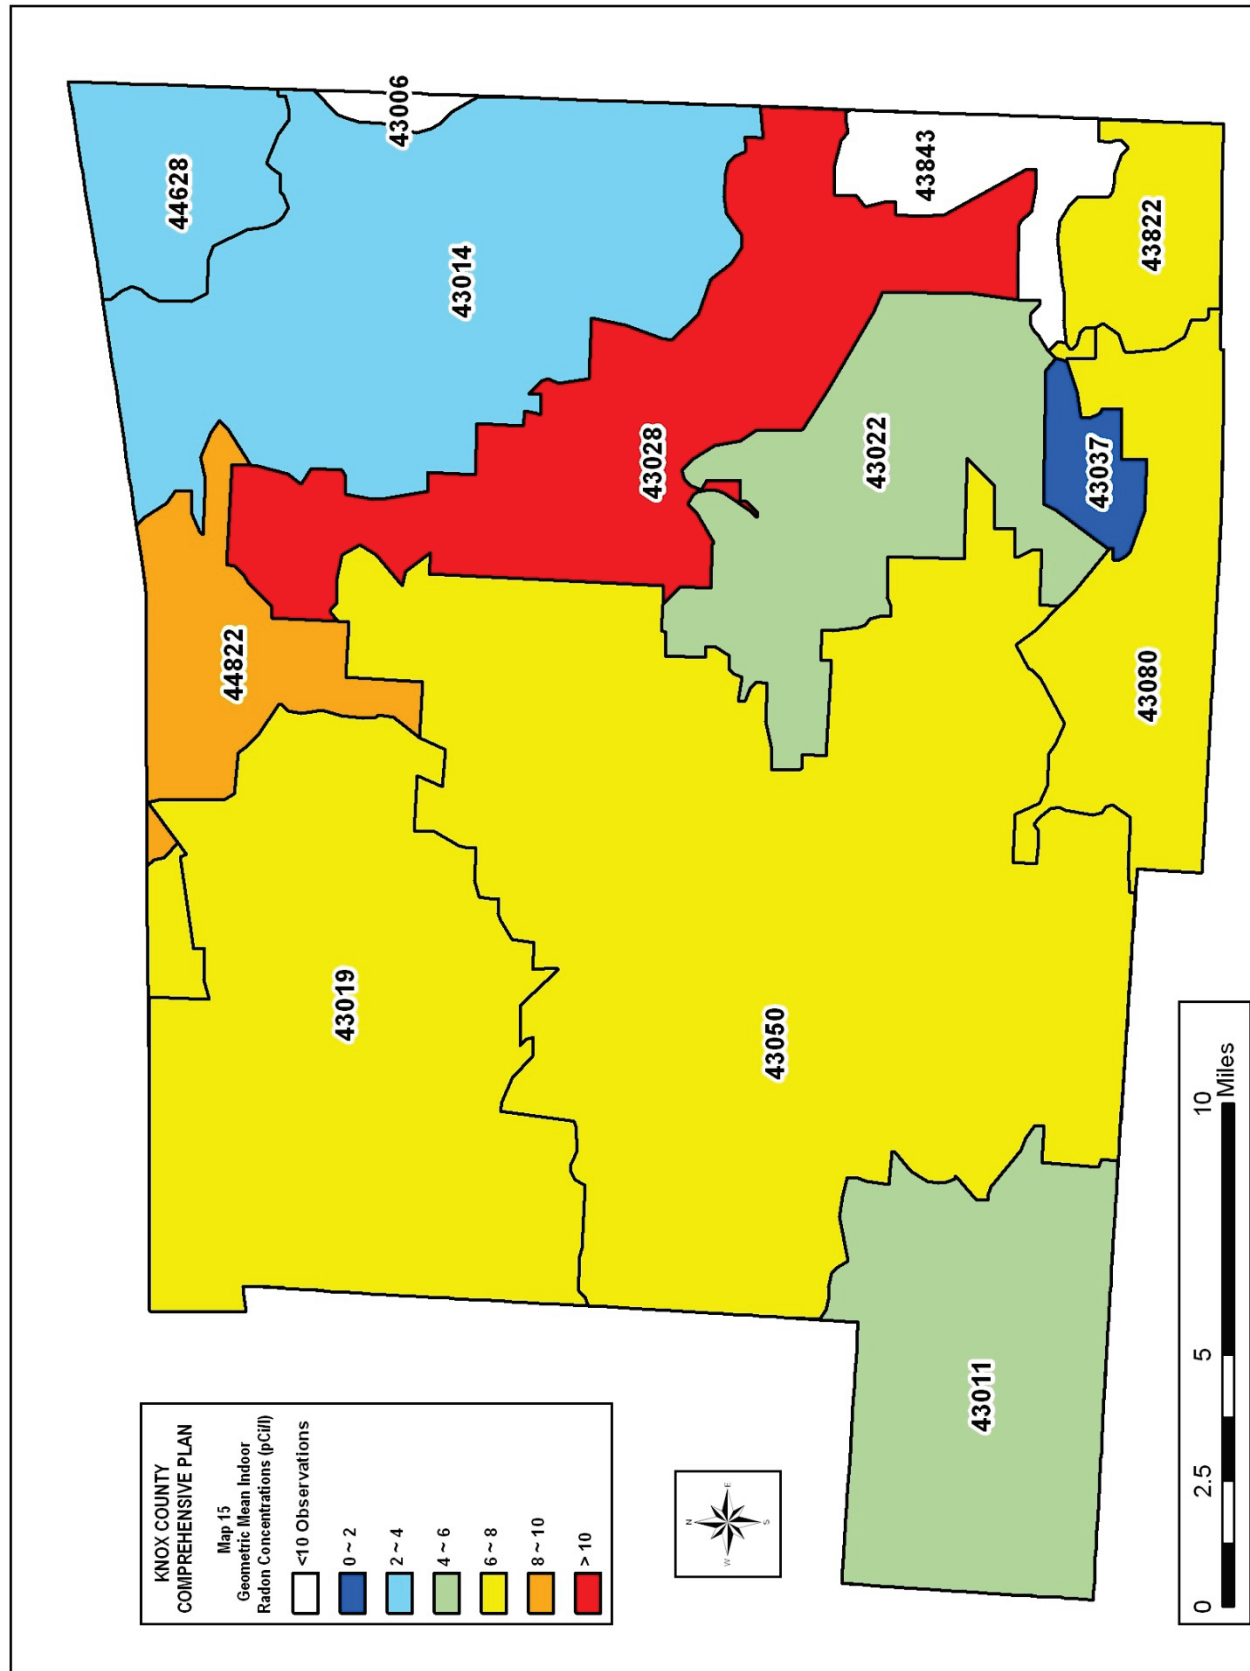 KNOX COUNTY
COMPREHENSIVE PLAN
Map 15
Geometric Mean Indoor
Radon Concentrations (pCi/l)
<10 Observations
0 ~ 2
2 ~ 4
4 ~ 6
6 ~ 8
8 ~ 10
> 10
N
W
E
S
44628
43006
44822
43014
43019
43028
43022
43843
43050
43011
43037
43822
43080
0
2.5
5
10
Miles